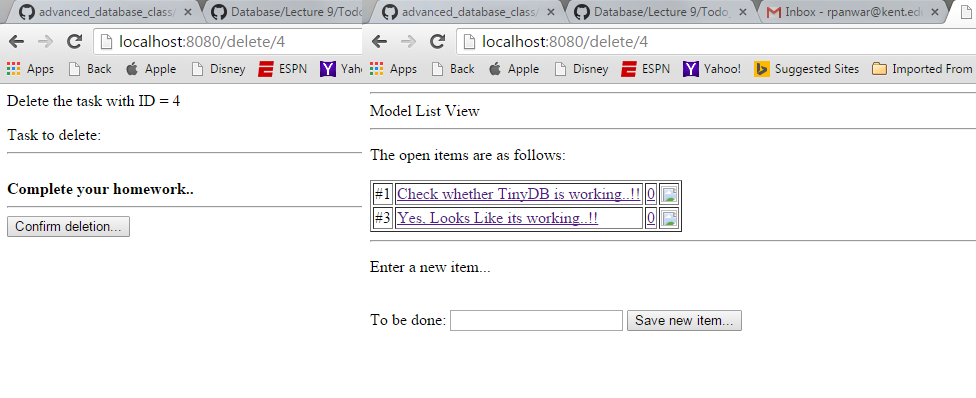 advanced_database_class/
Database/Lecture 9/Todo
localhost:8080/delete/4
Apps Back Apple Disney ESPN Yaho
Delete the task with ID = 4
Task to delete:
Complete your homework..
Confirm deletion...
advanced_database_class/
Database/Lecture 9/Todo_
Inbox - rpanwar@kent.edu
localhost:8080/delete/4
Apps Back Apple Disney ESPN Yahoo! Suggested Sites Imported From
Model List View
The open items are as follows:
#1 Check whether TinyDB is working..!! 0
#3 Yes. Looks Like its working..!! 0
Enter a new item...
To be done: Save new item...